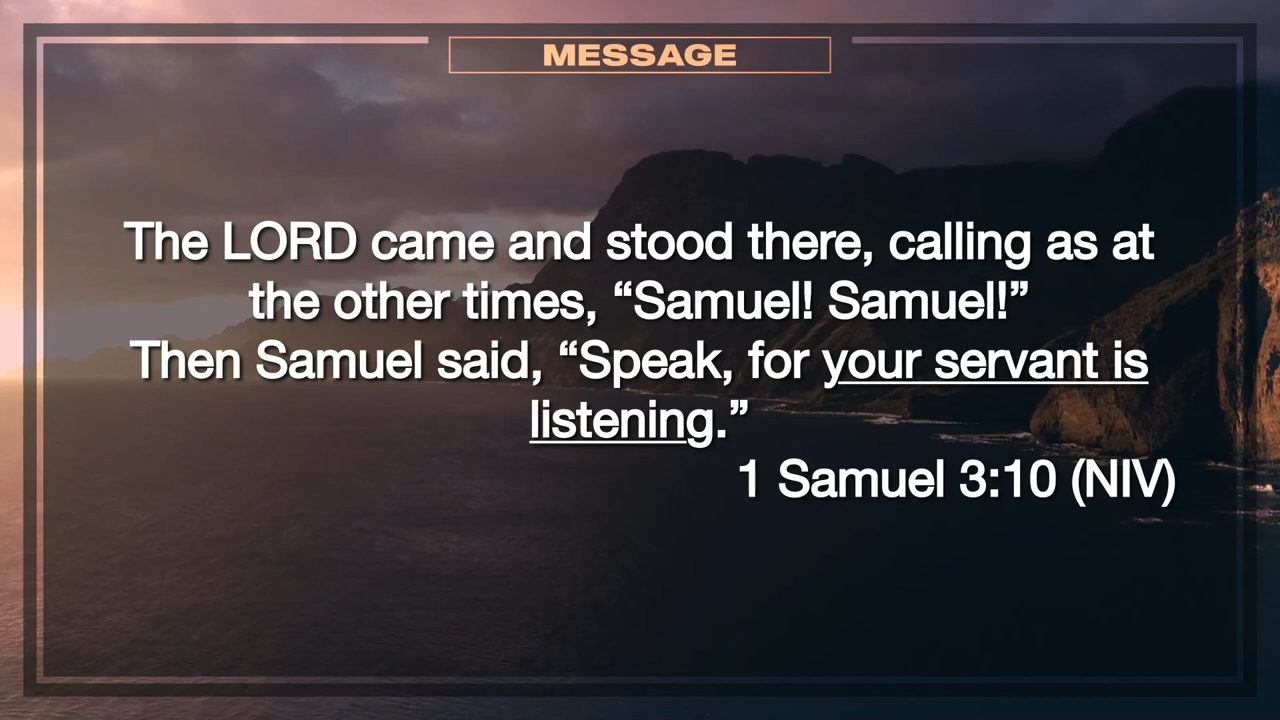 MESSAGE
The LORD came and stood there, calling as at
the other times, “Samuel! Samuel!”
Then Samuel said, “Speak, for your servant is
listening.”
1 Samuel 3:10 (NIV)